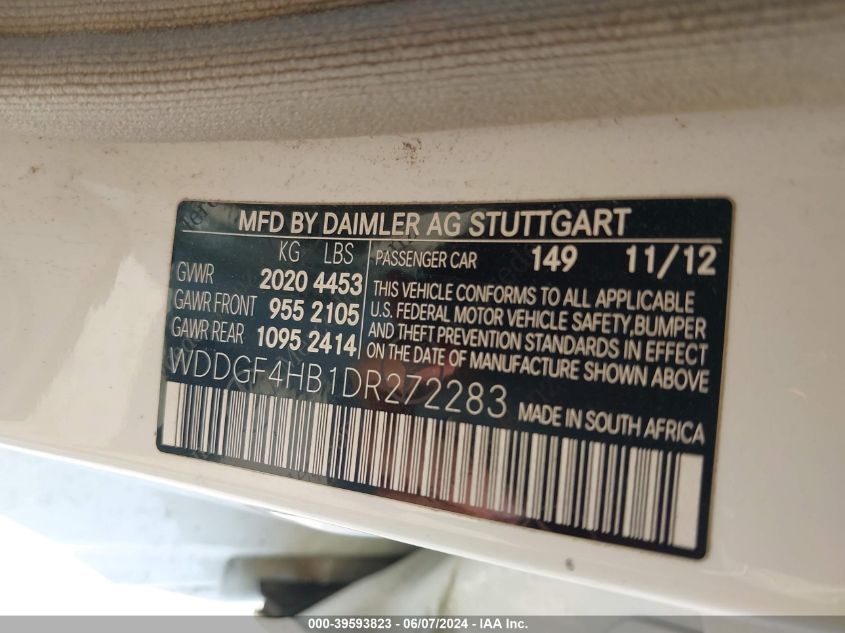 MFD BY DAIMLER AG STUTTGART
KG LBS
GVWR 2020 4453
GAWR FRONT 955 2105
GAWR REAR 1095 2414
PASSENGER CAR 149 11/12
THIS VEHICLE CONFORMS TO ALL APPLICABLE
U.S. FEDERAL MOTOR VEHICLE SAFETY,BUMPER
AND THEFT PREVENTION STANDARDS IN EFFECT
ON THE DATE OF MANUFACTURE SHOWN ABOVE
WDDGF4HB1DR272283 MADE IN SOUTH AFRICA
000-39593823 - 06/07/2024 - IAA Inc.